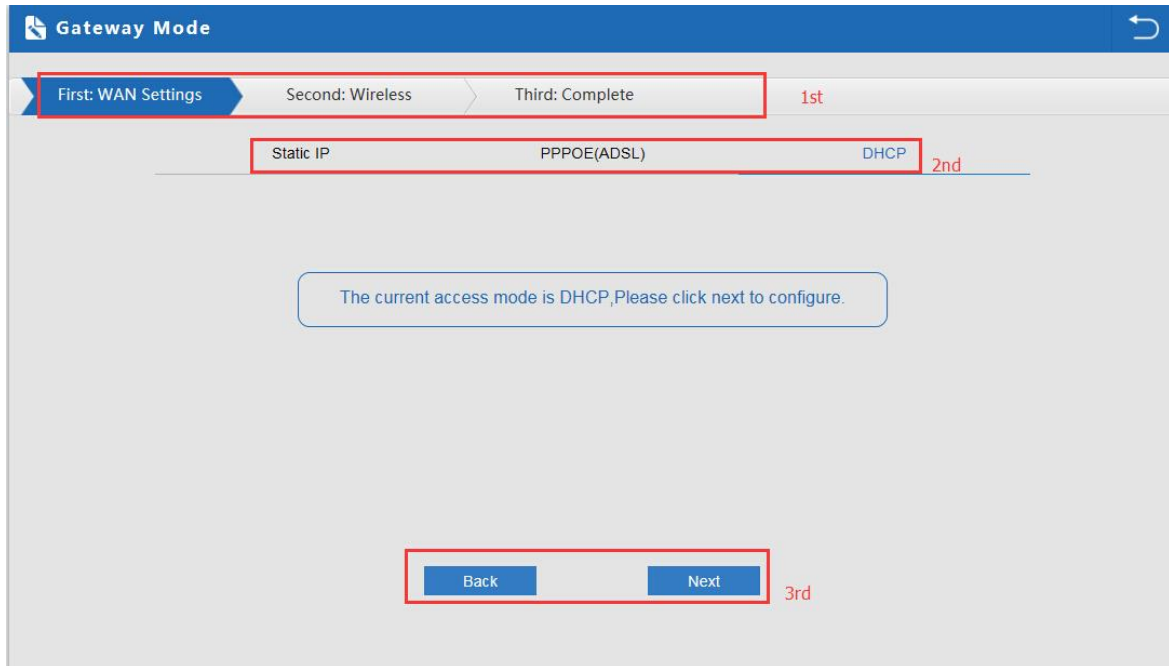 Gateway Mode
First: WAN Settings Second: Wireless Third: Complete 1st
Static IP PPPOE(ADSL) DHCP 2nd
The current access mode is DHCP,Please click next to configure.
Back Next 3rd